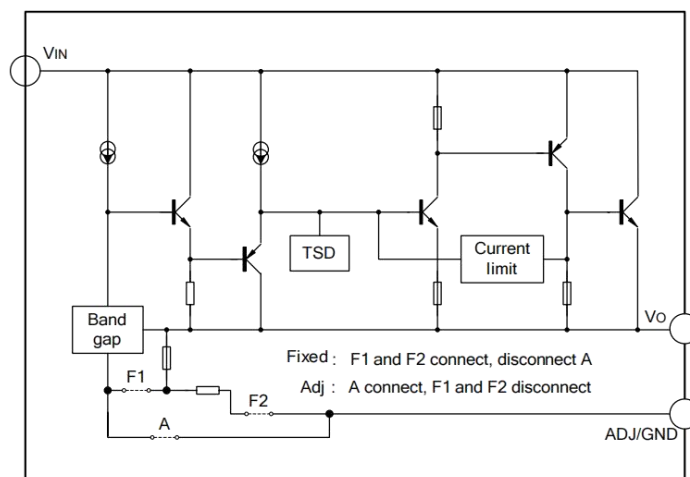 VIN
TSD
Current
limit
Band
gap
VO
Fixed : F1 and F2 connect, disconnect A
F1
Adj : A connect, F1 and F2 disconnect
F2
A
ADJ/GND